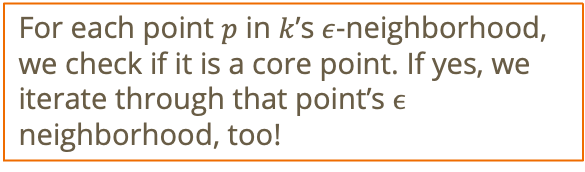 For each point 𝑝 in 𝑘’s ϵ-neighborhood,
we check if it is a core point. If yes, we
iterate through that point’s ϵ
neighborhood, too!